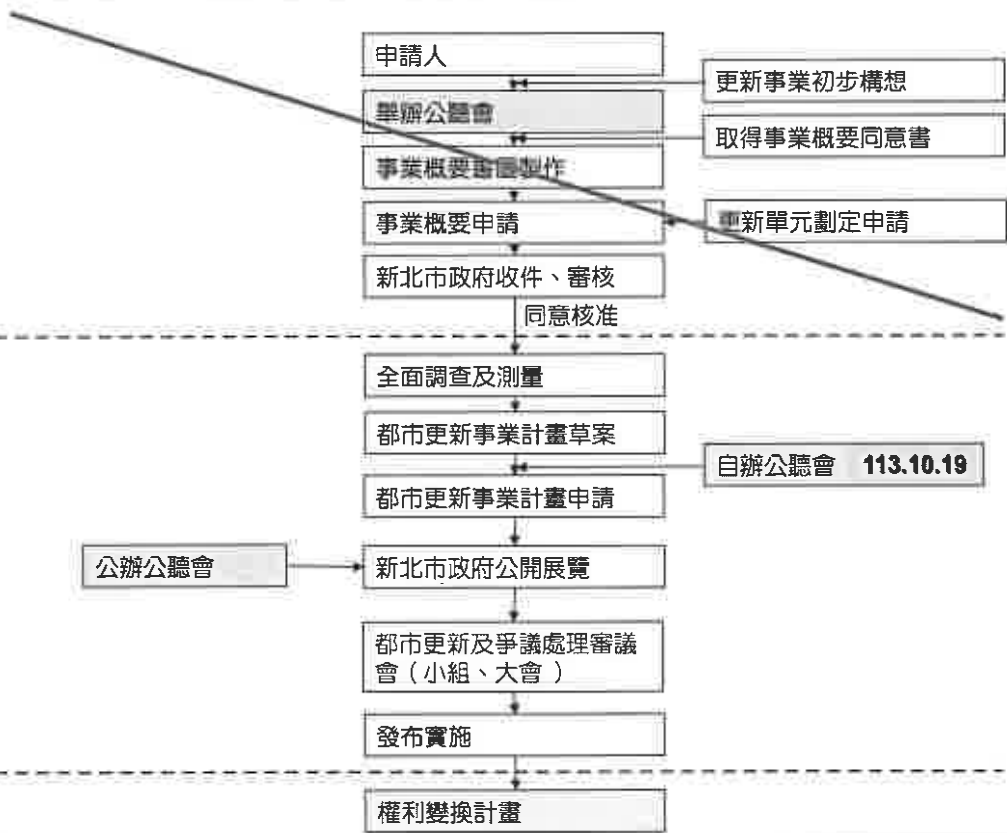 申請人
更新事業初步構想
舉辦公聽會
取得事業概要同意書
事業概要書圖製作
事業概要申請
更新單元劃定申請
新北市政府收件、審核
同意核准
全面調查及測量
都市更新事業計畫草案
自辦公聽會 113.10.19
都市更新事業計畫申請
公辦公聽會
新北市政府公開展覽
都市更新及爭議處理審議
會（小組、大會）
發布實施
權利變換計畫